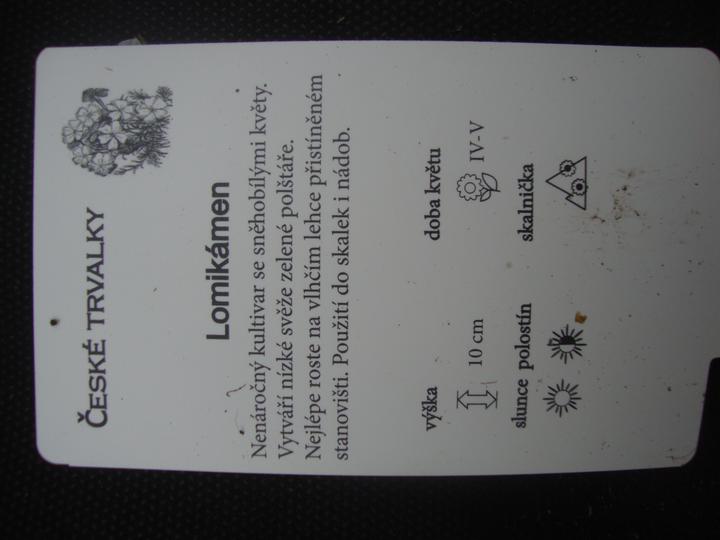 ČESKÉ TRVALKY
Lomikámen
Nenáročný kultivar se sněhobílými květy.
Vytváří nízké svěže zelené polštáře.
Nejlépe roste na vlhčím lehce přistíněném
stanovišti. Použití do skalek i nádob.
výška
10 cm
doba květu
IV-V
slunce polostín
skalnička